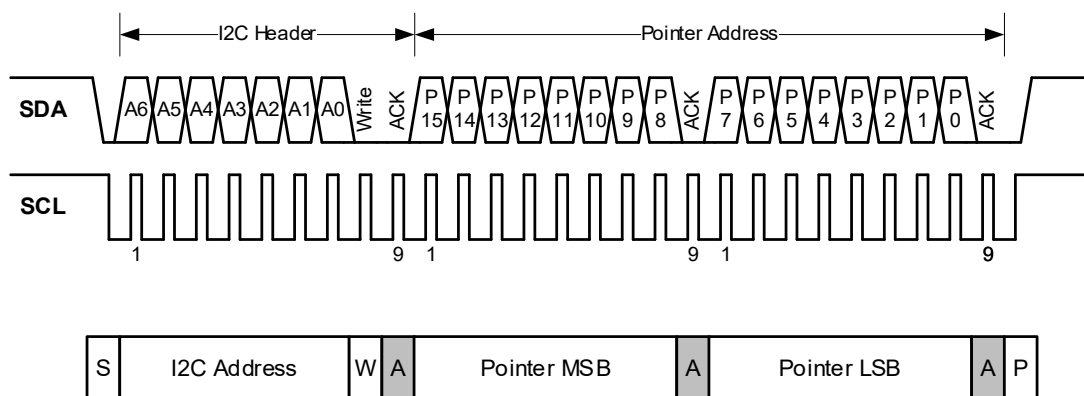 I2C Header Pointer Address
SDA A6 A5 A4 A3 A2 A1 A0 Write ACK P 15 P 14 P 13 P 12 P 11 P 10 P 9 P 8 ACK P 7 P 6 P 5 P 4 P 3 P 2 P 1 P 0 ACK
SCL
1 9 1 9 1 9
S I2C Address W A Pointer MSB A Pointer LSB A P